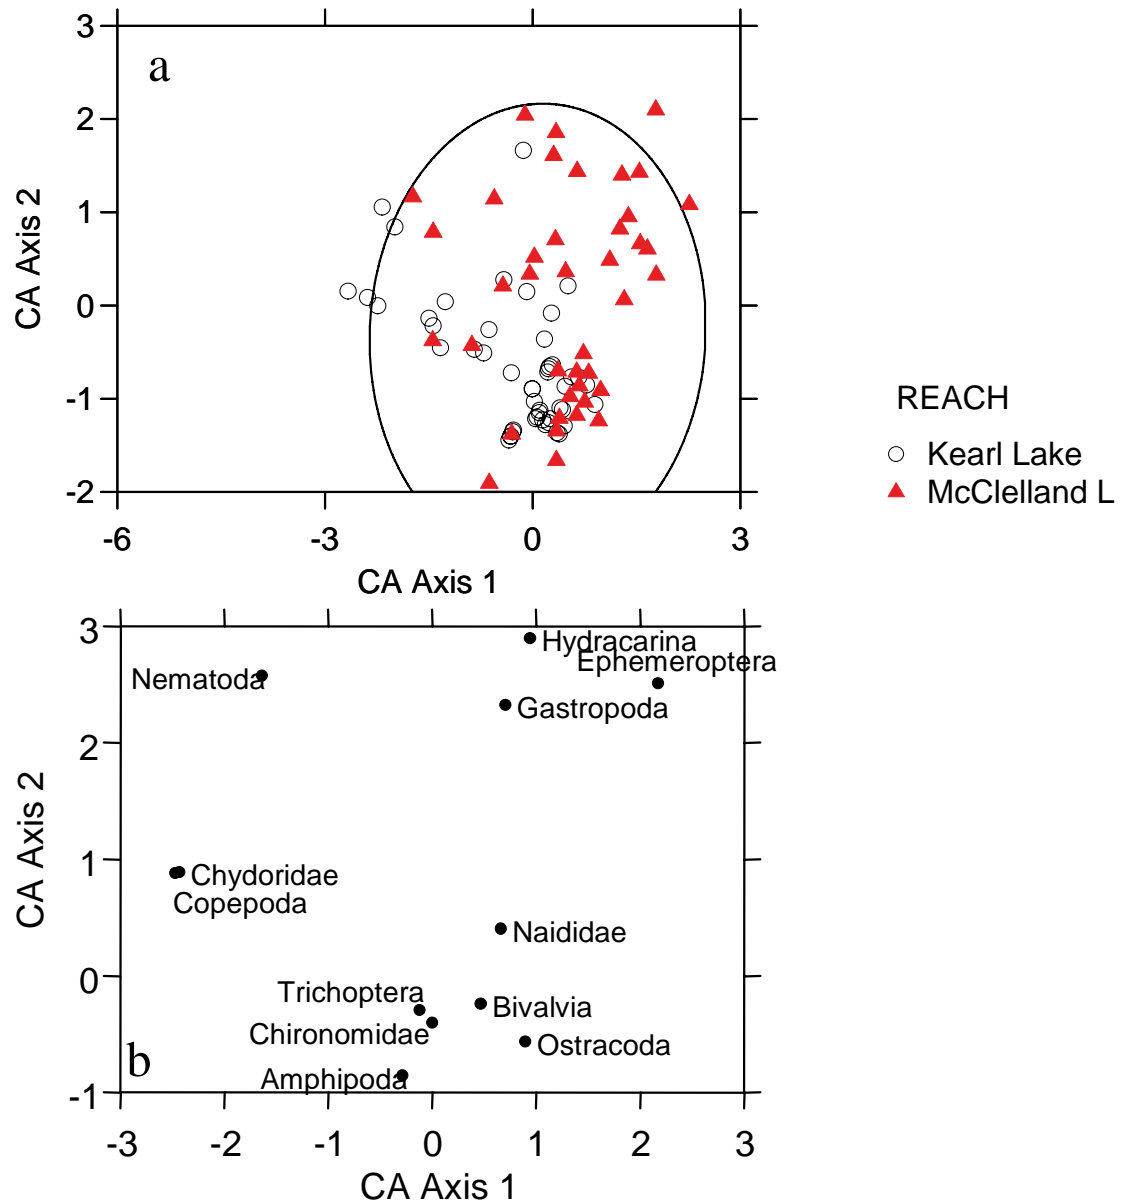 3
a
2
1
0
-1
-2
CA Axis 2
-6 -3 0 3
CA Axis 1
REACH
Kearl Lake
McClelland L
3
2
1
0
-1
CA Axis 2
Hydracarina
Ephemeroptera
Nematoda
Gastropoda
Chydoridae
Copepoda
Naididae
Trichoptera
Bivalvia
Chironomidae
Ostracoda
b
Amphipoda
-3 -2 -1 0 1 2 3
CA Axis 1